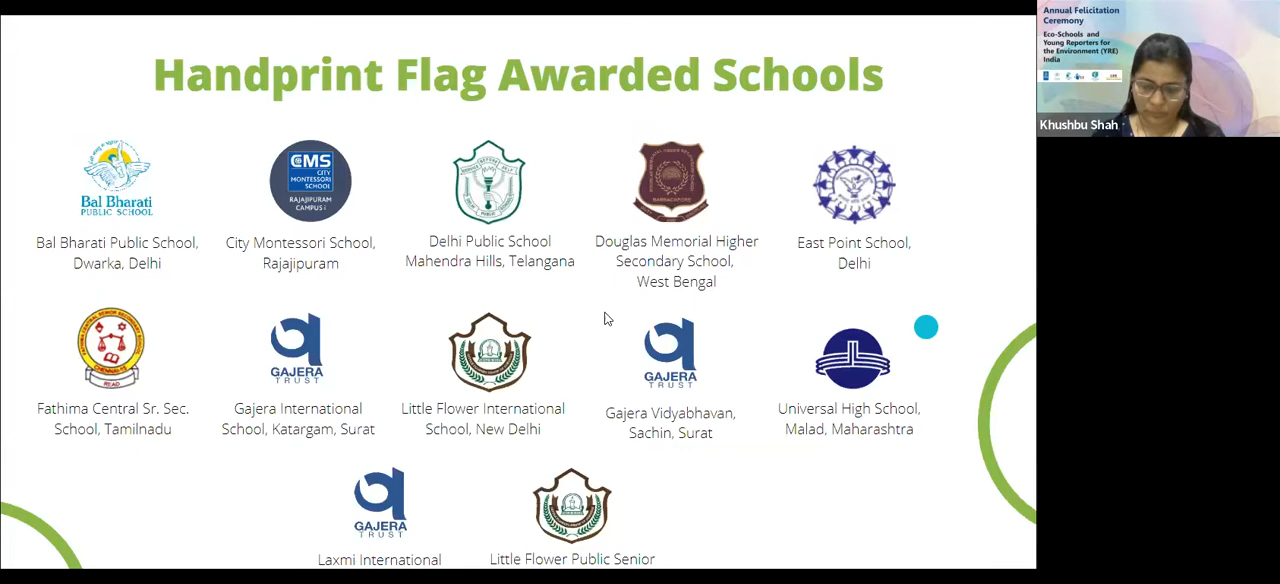 Handprint Flag Awarded Schools
Annual Felicitation
Ceremony
Eco-Schools and
Young Reporters for
the Environment (YRE)
India
Khushbu Shah
Bal Bharati
PUBLIC SCHOOL
Bal Bharati Public School,
Dwarka, Delhi
CMS
CITY
MONTESSORI
SCHOOL
RAJAJIPURAM
CAMPUS I
City Montessori School,
Rajajipuram
Delhi Public School
Mahendra Hills, Telangana
BARRACKPORE
Douglas Memorial Higher
Secondary School,
West Bengal
East Point School,
Delhi
READ
Fathima Central Sr. Sec.
School, Tamilnadu
GAJERA
TRUST
Gajera International
School, Katargam, Surat
Little Flower International
School, New Delhi
GAJERA
TRUST
Gajera Vidyabhavan,
Sachin, Surat
Universal High School,
Malad, Maharashtra
GAJERA
TRUST
Laxmi International
Little Flower Public Senior